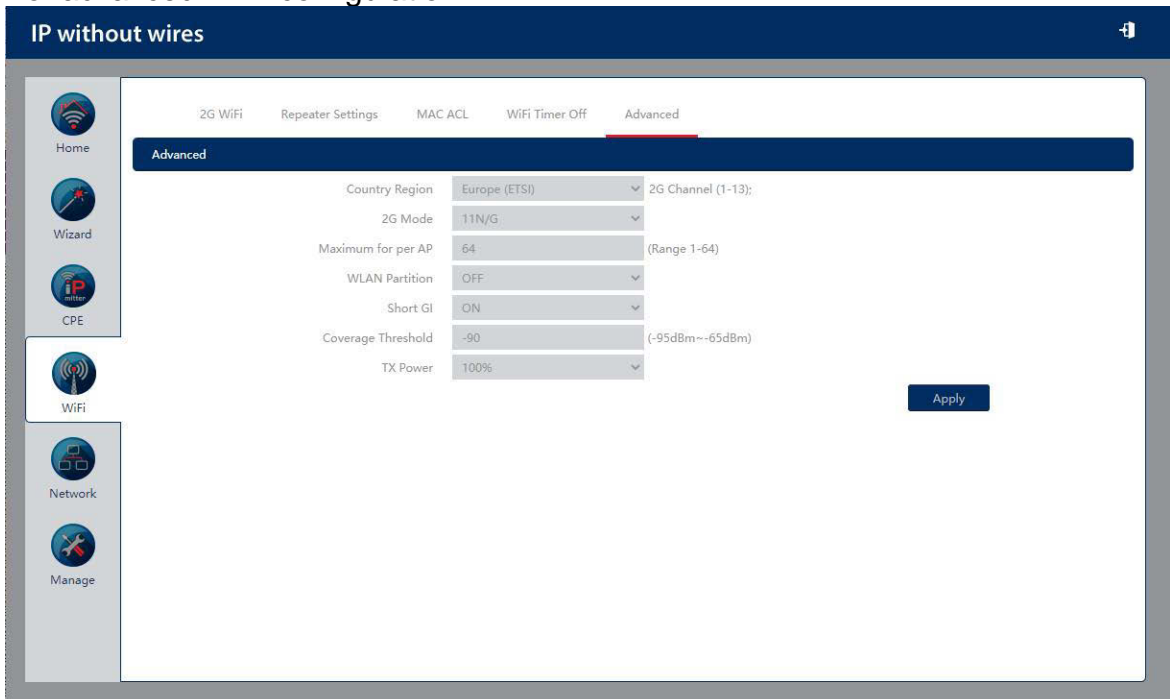 IP without wires
2G WiFi Repeater Settings MAC ACL WiFi Timer Off Advanced
Home
Advanced
Country Region Europe (ETSI) 2G Channel (1-13);
2G Mode 11N/G
Wizard
Maximum for per AP 64 (Range 1-64)
WLAN Partition OFF
iP
mitter
Short GI ON
CPE
Coverage Threshold -90 (-95dBm~-65dBm)
TX Power 100%
Apply
WiFi
Network
Manage